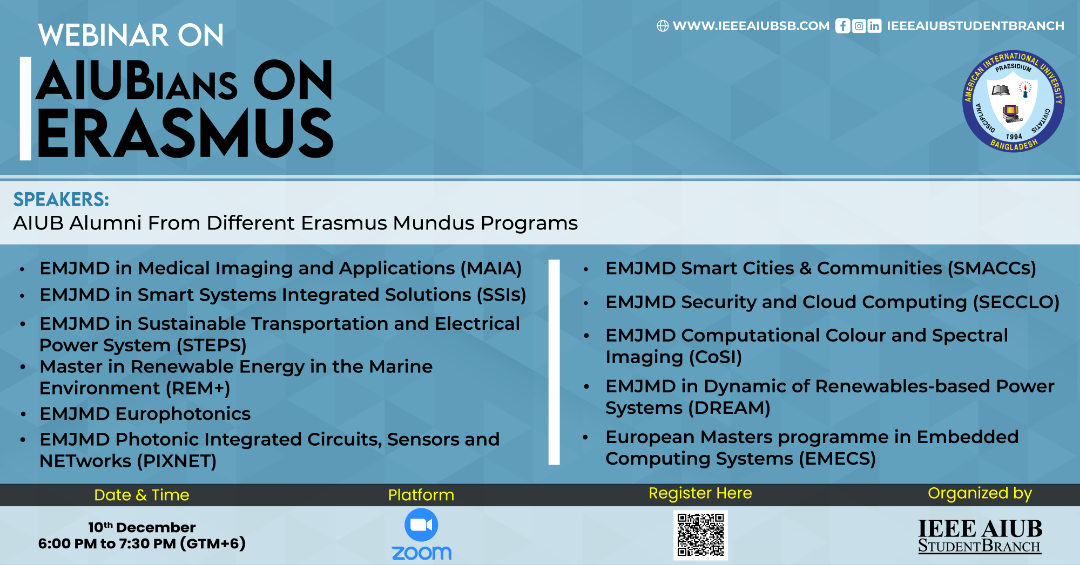 WEBINAR ON
AIUBIANS ON
ERASMUS
WWW.IEEEAIUBSB.COM IEEEAIUBSTUDENTBRANCH
AMERICAN INTERNATIONAL UNIVERSITY
PRAESIDIUM
DISCIPLINA
CIVITATIS
1994
BANGLADESH
SPEAKERS:
AIUB Alumni From Different Erasmus Mundus Programs
• EMJMD in Medical Imaging and Applications (MAIA)
• EMJMD in Smart Systems Integrated Solutions (SSIs)
• EMJMD in Sustainable Transportation and Electrical
Power System (STEPS)
• Master in Renewable Energy in the Marine
Environment (REM+)
• EMJMD Europhotonics
• EMJMD Photonic Integrated Circuits, Sensors and
NETworks (PIXNET)
• EMJMD Smart Cities & Communities (SMACCs)
• EMJMD Security and Cloud Computing (SECCLO)
• EMJMD Computational Colour and Spectral
Imaging (CoSI)
• EMJMD in Dynamic of Renewables-based Power
Systems (DREAM)
• European Masters programme in Embedded
Computing Systems (EMECS)
Date & Time
10th December
6:00 PM to 7:30 PM (GTM+6)
Platform
zoom
Register Here
Organized by
IEEE AIUB
STUDENTBRANCH